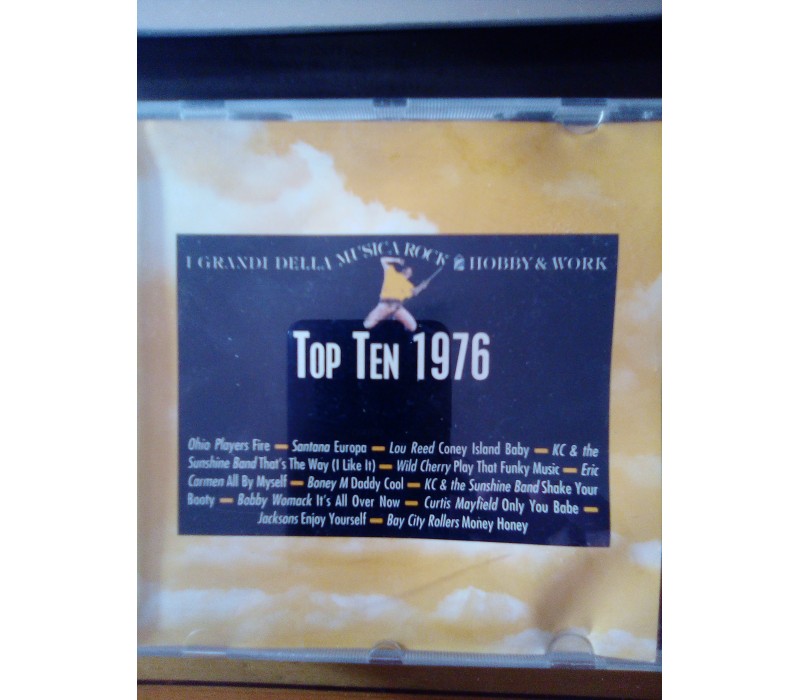 I GRANDI DELLA MUSICA ROCK HOBBY & WORK
TOP TEN 1976
Ohio Players Fire — Santana Europa — Lou Reed Coney Island Baby — KC & the
Sunshine Band That's The Way (I Like It) — Wild Cherry Play That Funky Music — Eric
Carmen All By Myself — Boney M Daddy Cool — KC & the Sunshine Band Shake Your
Booty — Bobby Womack It's All Over Now — Curtis Mayfield Only You Babe —
Jacksons Enjoy Yourself — Bay City Rollers Money Honey